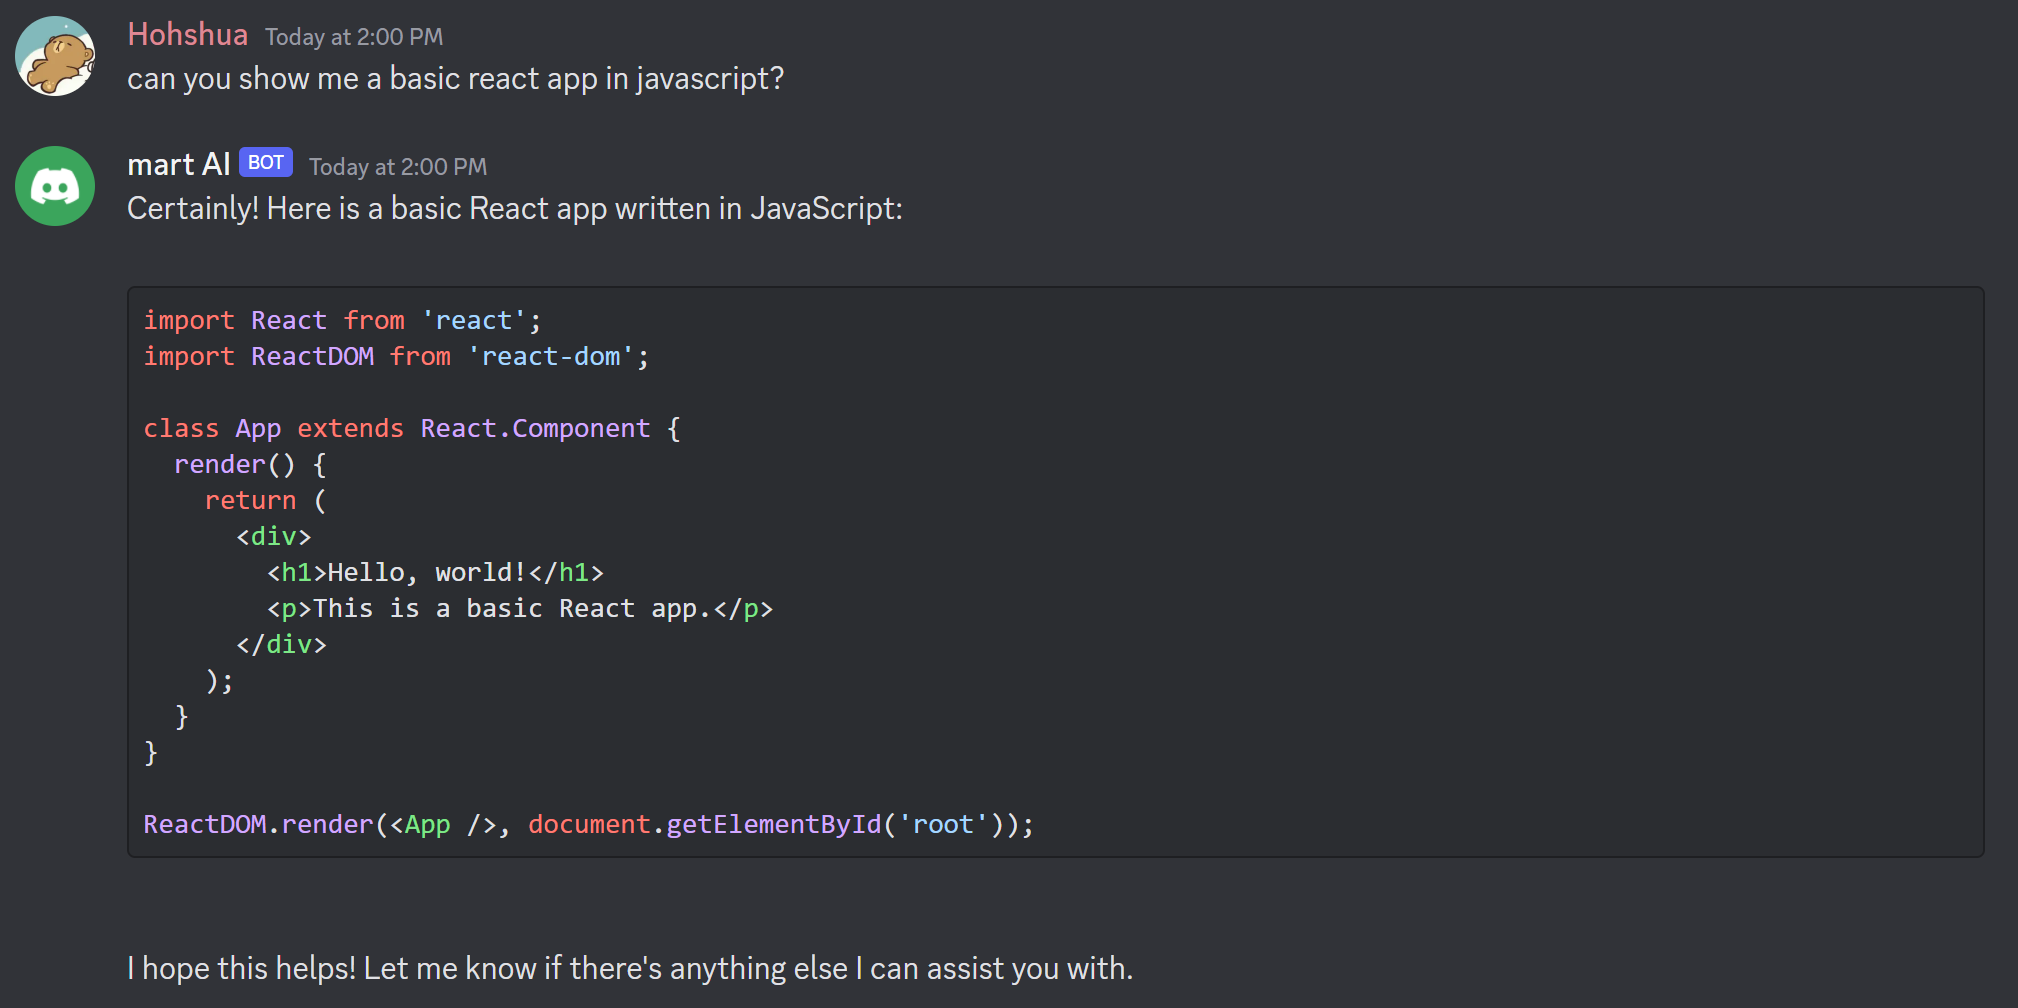 Hohshua Today at 2:00 PM
can you show me a basic react app in javascript?
mart AI BOT Today at 2:00 PM
Certainly! Here is a basic React app written in JavaScript:
import React from 'react';
import ReactDOM from 'react-dom';
class App extends React.Component {
  render() {
    return (
      <div>
        <h1>Hello, world!</h1>
        <p>This is a basic React app.</p>
      </div>
    );
  }
}
ReactDOM.render(<App />, document.getElementById('root'));
I hope this helps! Let me know if there's anything else I can assist you with.